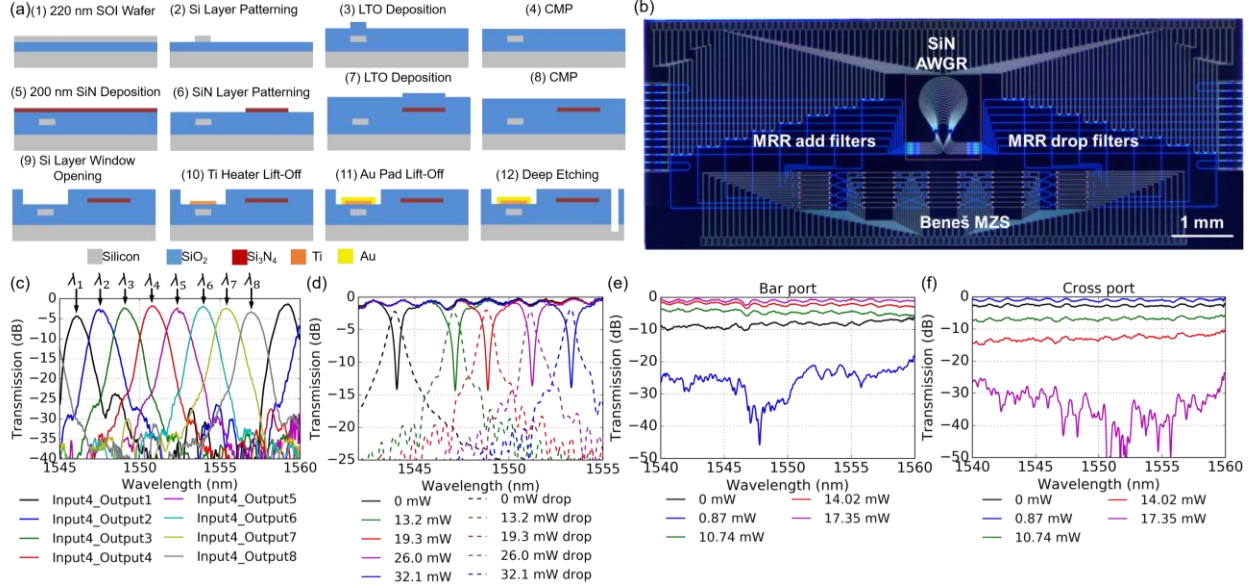 (a)
(1) 220 nm SOI Wafer
(2) Si Layer Patterning
(3) LTO Deposition
(4) CMP
(5) 200 nm SiN Deposition
(6) SiN Layer Patterning
(7) LTO Deposition
(8) CMP
(9) Si Layer Window
Opening
(10) Ti Heater Lift-Off
(11) Au Pad Lift-Off
(12) Deep Etching
Silicon SiO₂ Si₃N₄ Ti Au
(b)
SiN
AWGR
MRR add filters
MRR drop filters
Beneš MZS
1 mm
(c)
λ₁ λ₂ λ₃ λ₄ λ₅ λ₆ λ₇ λ₈
Transmission (dB)
0
−5
−10
−15
−20
−25
−30
−35
−40
1545 1550 1555 1560
Wavelength (nm)
Input4_Output1 Input4_Output5
Input4_Output2 Input4_Output6
Input4_Output3 Input4_Output7
Input4_Output4 Input4_Output8
(d)
Transmission (dB)
0
−5
−10
−15
−20
−25
1545 1550 1555
Wavelength (nm)
0 mW 0 mW drop
13.2 mW 13.2 mW drop
19.3 mW 19.3 mW drop
26.0 mW 26.0 mW drop
32.1 mW 32.1 mW drop
(e)
Bar port
Transmission (dB)
0
−10
−20
−30
−40
−50
1540 1545 1550 1555 1560
Wavelength (nm)
0 mW 14.02 mW
0.87 mW 17.35 mW
10.74 mW
(f)
Cross port
Transmission (dB)
0
−10
−20
−30
−40
−50
1540 1545 1550 1555 1560
Wavelength (nm)
0 mW 14.02 mW
0.87 mW 17.35 mW
10.74 mW